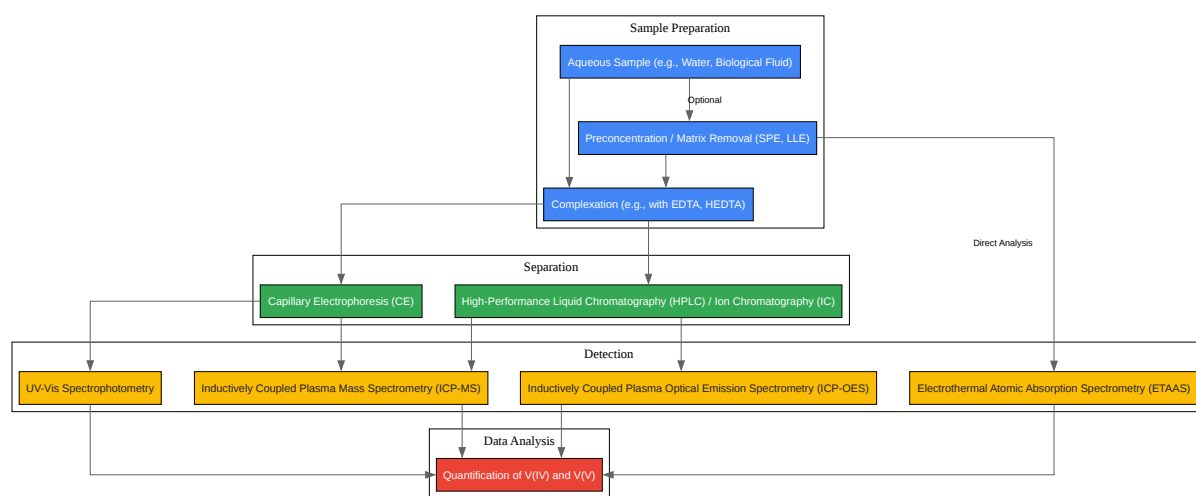 Sample Preparation
Aqueous Sample (e.g., Water, Biological Fluid)
Optional
Preconcentration / Matrix Removal (SPE, LLE)
Complexation (e.g., with EDTA, HEDTA)
Direct Analysis
Separation
Capillary Electrophoresis (CE)
High-Performance Liquid Chromatography (HPLC) / Ion Chromatography (IC)
Detection
UV-Vis Spectrophotometry
Inductively Coupled Plasma Mass Spectrometry (ICP-MS)
Inductively Coupled Plasma Optical Emission Spectrometry (ICP-OES)
Electrothermal Atomic Absorption Spectrometry (ETAAS)
Data Analysis
Quantification of V(IV) and V(V)